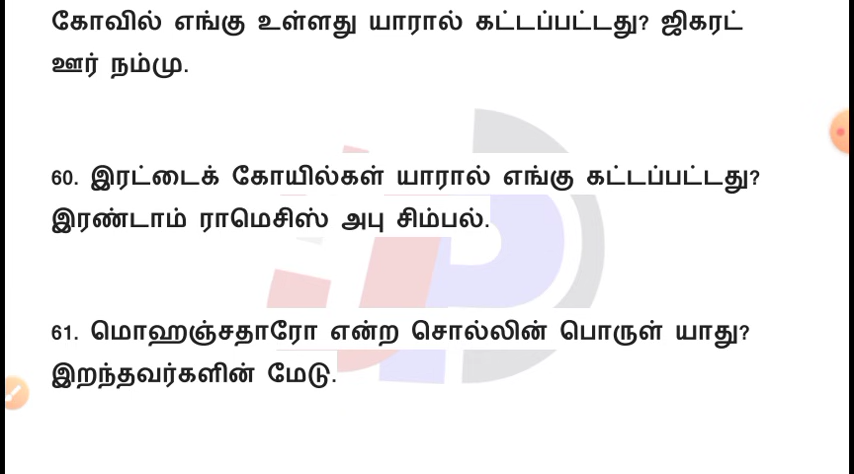 கோவில் எங்கு உள்ளது யாரால் கட்டப்பட்டது? ஜிகரட்
ஊர் நம்மு.
60. இரட்டைக் கோயில்கள் யாரால் எங்கு கட்டப்பட்டது?
இரண்டாம் ராமெசிஸ் அபு சிம்பல்.
61. மொஹஞ்சதாரோ என்ற சொல்லின் பொருள் யாது?
இறந்தவர்களின் மேடு.